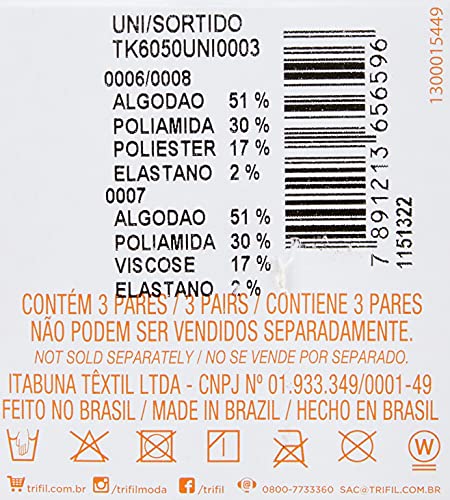 UNI/SORTIDO
TK6050UNI0003
0006/0008
ALGODAO 51 %
POLIAMIDA 30 %
POLIESTER 17 %
ELASTANO 2 %
0007
ALGODAO 51 %
POLIAMIDA 30 %
VISCOSE 17 %
ELASTANO 2 %
7 891213 656596
1151322
1300015449
CONTÉM 3 PARES / 3 PAIRS / CONTIENE 3 PARES
NÃO PODEM SER VENDIDOS SEPARADAMENTE.
NOT SOLD SEPARATELY / NO SE VENDE POR SEPARADO.
ITABUNA TÊXTIL LTDA - CNPJ Nº 01.933.349/0001-49
FEITO NO BRASIL / MADE IN BRAZIL / HECHO EN BRASIL
W
trifil.com.br /trifilmoda /trifil 0800-7733360 SAC@TRIFIL.COM.BR